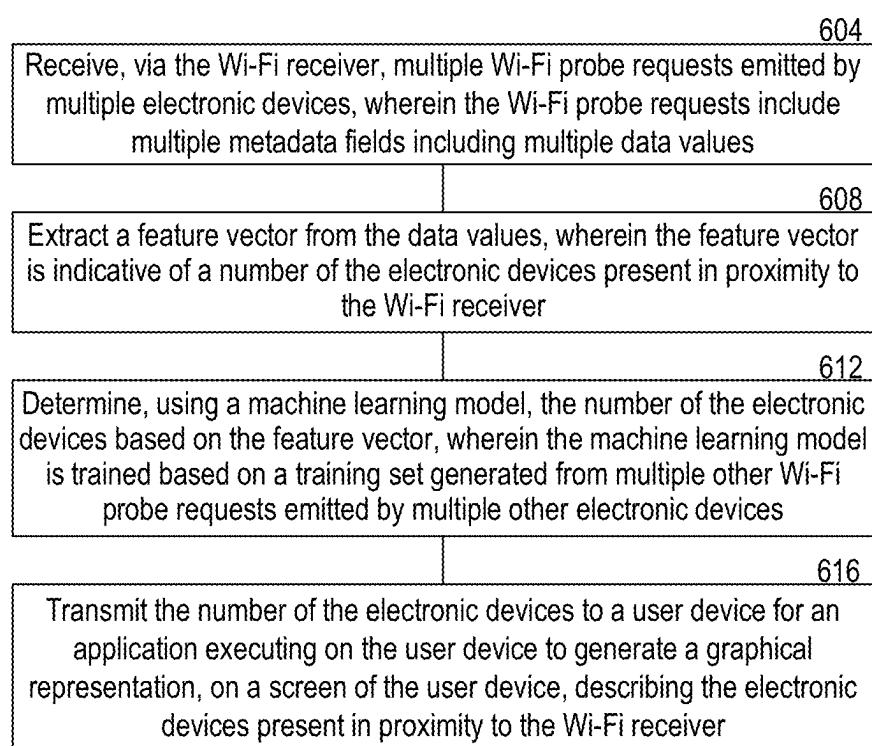 604
Receive, via the Wi-Fi receiver, multiple Wi-Fi probe requests emitted by
multiple electronic devices, wherein the Wi-Fi probe requests include
multiple metadata fields including multiple data values
608
Extract a feature vector from the data values, wherein the feature vector
is indicative of a number of the electronic devices present in proximity to
the Wi-Fi receiver
612
Determine, using a machine learning model, the number of the electronic
devices based on the feature vector, wherein the machine learning model
is trained based on a training set generated from multiple other Wi-Fi
probe requests emitted by multiple other electronic devices
616
Transmit the number of the electronic devices to a user device for an
application executing on the user device to generate a graphical
representation, on a screen of the user device, describing the electronic
devices present in proximity to the Wi-Fi receiver